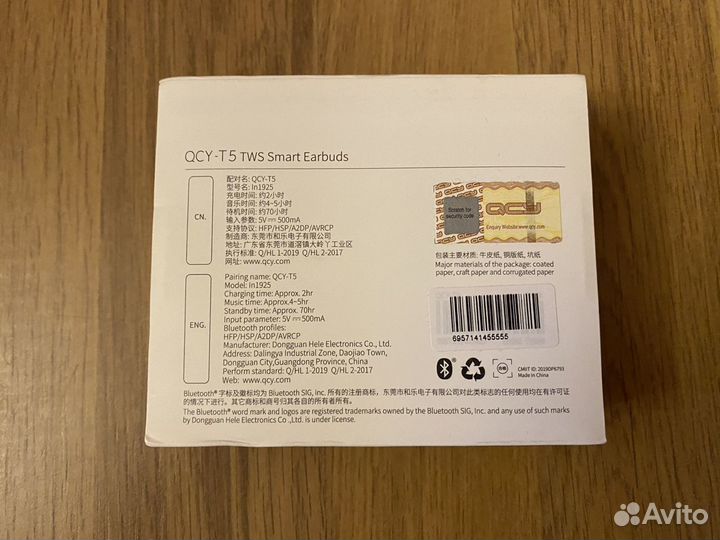 QCY-T5 TWS Smart Earbuds
CN.
配对名: QCY-T5
型号名: In1925
充电时间: 约2小时
音乐时间: 约4~5小时
待机时间: 约70小时
输入参数: 5V⎓500mA
支持协议: HFP/HSP/A2DP/AVRCP
制造商: 东莞市和乐电子有限公司
地址: 广东省东莞市道滘镇大岭丫工业区
执行标准: Q/HL 1-2019 Q/HL 2-2017
网址: www.qcy.com
ENG.
Pairing name: QCY-T5
Model: In1925
Charging time: Approx. 2hr
Music time: Approx.4~5hr
Standby time: Approx. 70hr
Input parameter: 5V⎓500mA
Bluetooth profiles:
HFP/HSP/A2DP/AVRCP
Manufacturer: Dongguan Hele Electronics Co., Ltd.
Address: Dalingya Industrial Zone, Daojiao Town,
Dongguan City,Guangdong Province, China
Perform standard: Q/HL 1-2019 Q/HL 2-2017
Web: www.qcy.com
Scratch for
security code
QCY
Enquiry Website:www.qcy.com
包装主要材质: 牛皮纸, 铜版纸, 坑纸
Major materials of the package: coated
paper, craft paper and corrugated paper
6957141455555
CMIIT ID: 2019DP6793
Made In China
Bluetooth® 字标及徽标均为 Bluetooth SIG, Inc. 所有的注册商标, 东莞市和乐电子有限公司对此类标志的任何使用均在有许可证
的情况下进行。其它商标和商号归其各自的所有者所有。
The Bluetooth® word mark and logos are registered trademarks owned by the Bluetooth SIG, Inc. and any use of such marks
by Dongguan Hele Electronics Co .,Ltd. is under license.
Avito